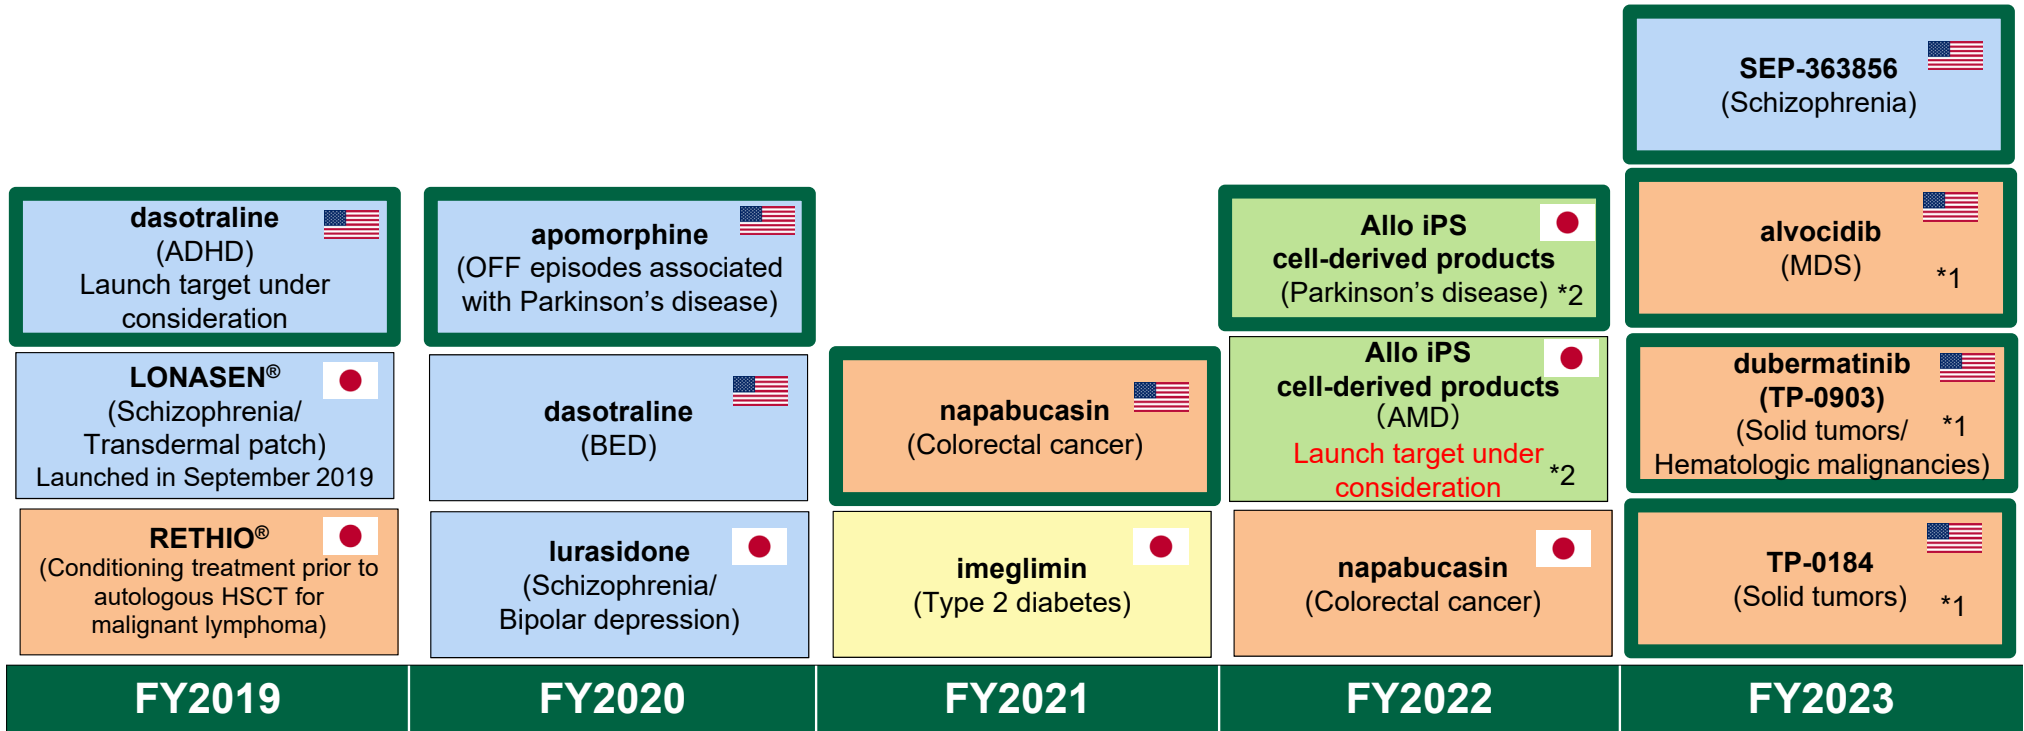 dasotraline
(ADHD)
Launch target under
consideration
LONASEN®
(Schizophrenia/
Transdermal patch)
Launched in September 2019
RETHIO®
(Conditioning treatment prior to
autologous HSCT for
malignant lymphoma)
FY2019
apomorphine
(OFF episodes associated
with Parkinson’s disease)
dasotraline
(BED)
lurasidone
(Schizophrenia/
Bipolar depression)
FY2020
napabucasin
(Colorectal cancer)
imeglimin
(Type 2 diabetes)
FY2021
Allo iPS
cell-derived products
(Parkinson’s disease) *2
Allo iPS
cell-derived products
（AMD）
Launch target under
consideration *2
napabucasin
(Colorectal cancer)
FY2022
SEP-363856
(Schizophrenia)
alvocidib
(MDS) *1
dubermatinib
(TP-0903)
(Solid tumors/ *1
Hematologic malignancies)
TP-0184
(Solid tumors) *1
FY2023